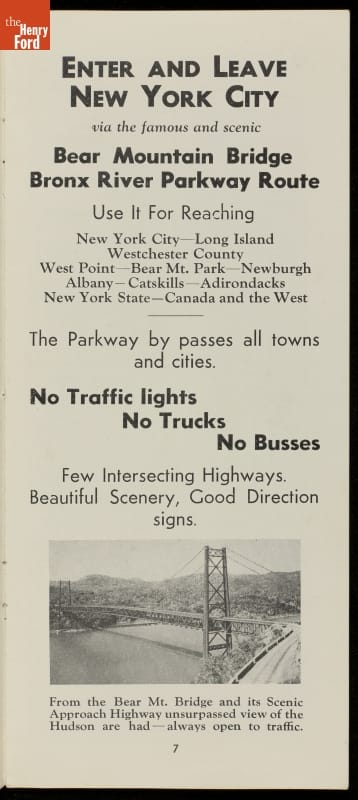 the
Henry
Ford
ENTER AND LEAVE
NEW YORK CITY
via the famous and scenic
Bear Mountain Bridge
Bronx River Parkway Route
Use It For Reaching
New York City—Long Island
Westchester County
West Point—Bear Mt. Park—Newburgh
Albany—Catskills—Adirondacks
New York State—Canada and the West
The Parkway by passes all towns
and cities.
No Traffic lights
No Trucks
No Busses
Few Intersecting Highways.
Beautiful Scenery, Good Direction
signs.
From the Bear Mt. Bridge and its Scenic
Approach Highway unsurpassed view of the
Hudson are had—always open to traffic.
7